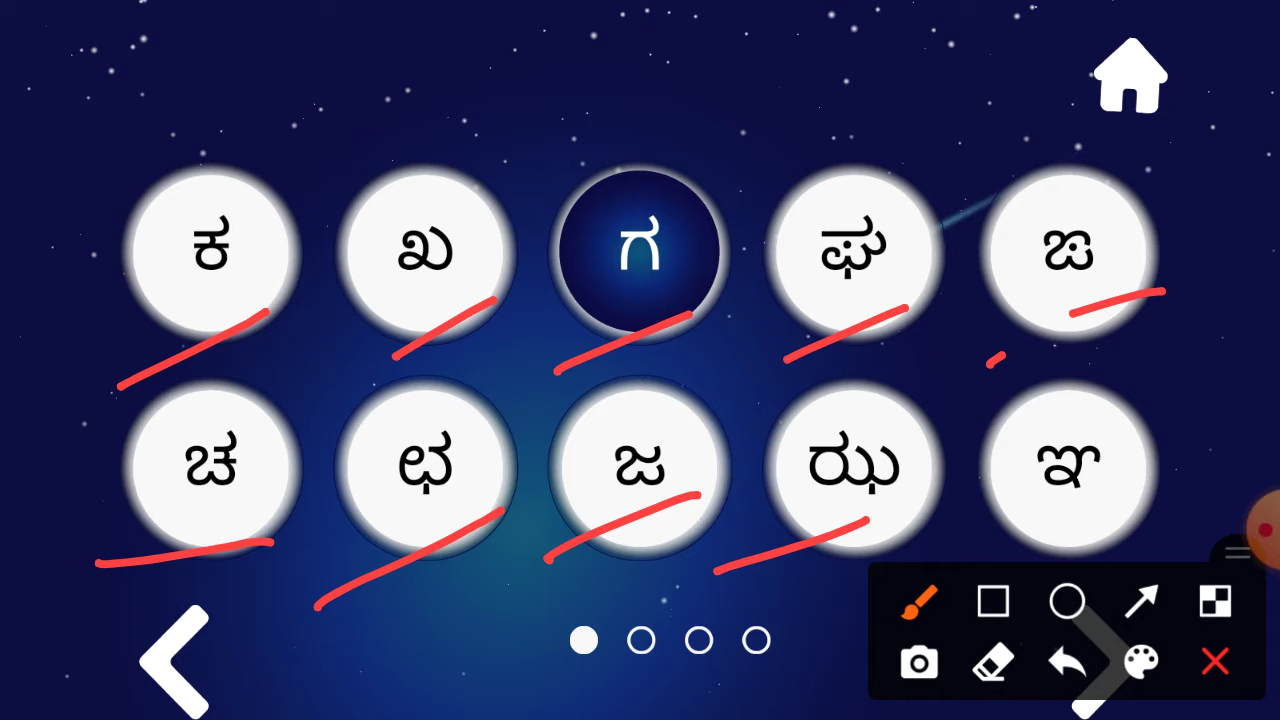 ಕ ಖ ಗ ಘ ಙ
ಚ ಛ ಜ ಝ ಞ